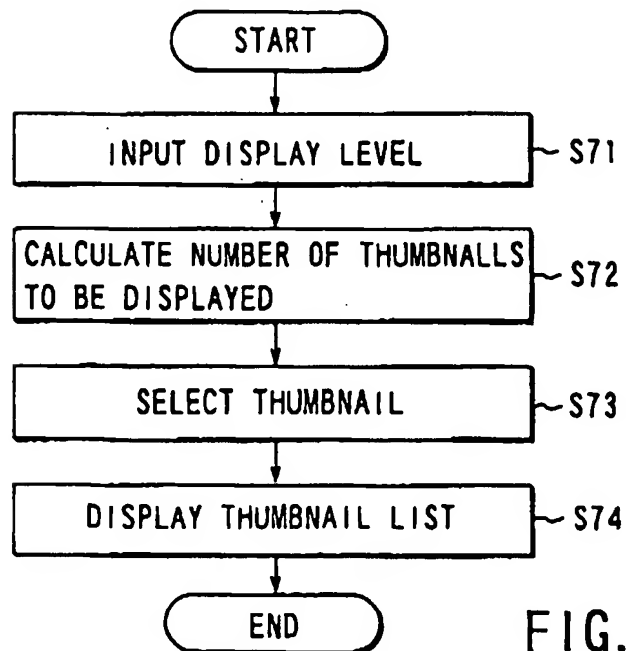 START
INPUT DISPLAY LEVEL
S71
CALCULATE NUMBER OF THUMBNALLS
TO BE DISPLAYED
S72
SELECT THUMBNAIL
S73
DISPLAY THUMBNAIL LIST
S74
END
FIG.